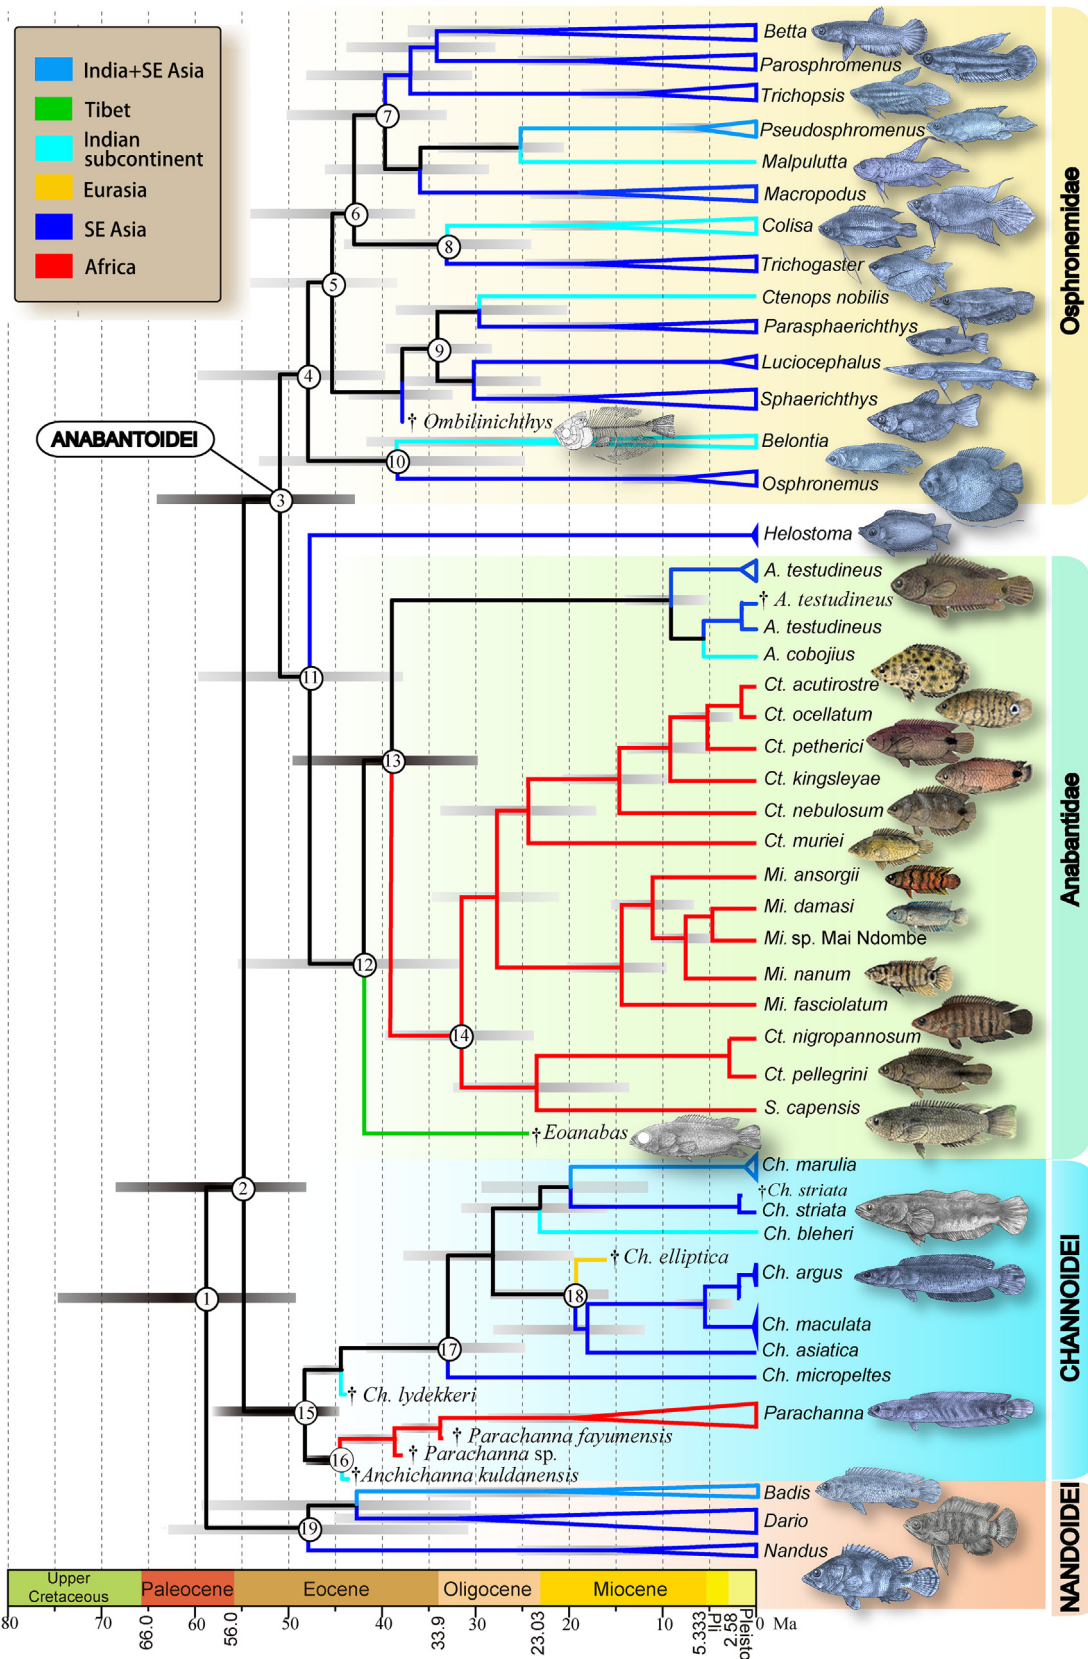 India+SE Asia
Tibet
Indian
subcontinent
Eurasia
SE Asia
Africa
Betta
Parosphromenus
Trichopsis
Pseudosphromenus
Malpulutta
Macropodus
Colisa
Trichogaster
Ctenops nobilis
Parasphaerichthys
Luciocephalus
Sphaerichthys
† Ombilinichthys
Belontia
Osphronemus
Osphronemidae
7
6
8
5
9
4
10
ANABANTOIDEI
3
Helostoma
A. testudineus
† A. testudineus
A. testudineus
A. cobojius
Ct. acutirostre
Ct. ocellatum
Ct. petherici
Ct. kingsleyae
Ct. nebulosum
Ct. muriei
Mi. ansorgii
Mi. damasi
Mi. sp. Mai Ndombe
Mi. nanum
Mi. fasciolatum
Ct. nigropannosum
Ct. pellegrini
S. capensis
† Eoanabas
Anabantidae
11
13
12
14
2
Ch. marulia
†Ch. striata
Ch. striata
Ch. bleheri
† Ch. elliptica
Ch. argus
Ch. maculata
Ch. asiatica
Ch. micropeltes
† Ch. lydekkeri
Parachanna
† Parachanna fayumensis
† Parachanna sp.
†Anchichanna kuldanensis
CHANNOIDEI
1
18
17
15
16
Badis
Dario
Nandus
NANDOIDEI
19
Upper
Cretaceous
Paleocene
Eocene
Oligocene
Miocene
Pli.
Pleisto
80
70
66.0
60
56.0
50
40
33.9
30
23.03
20
10
5.333
2.58
0 Ma